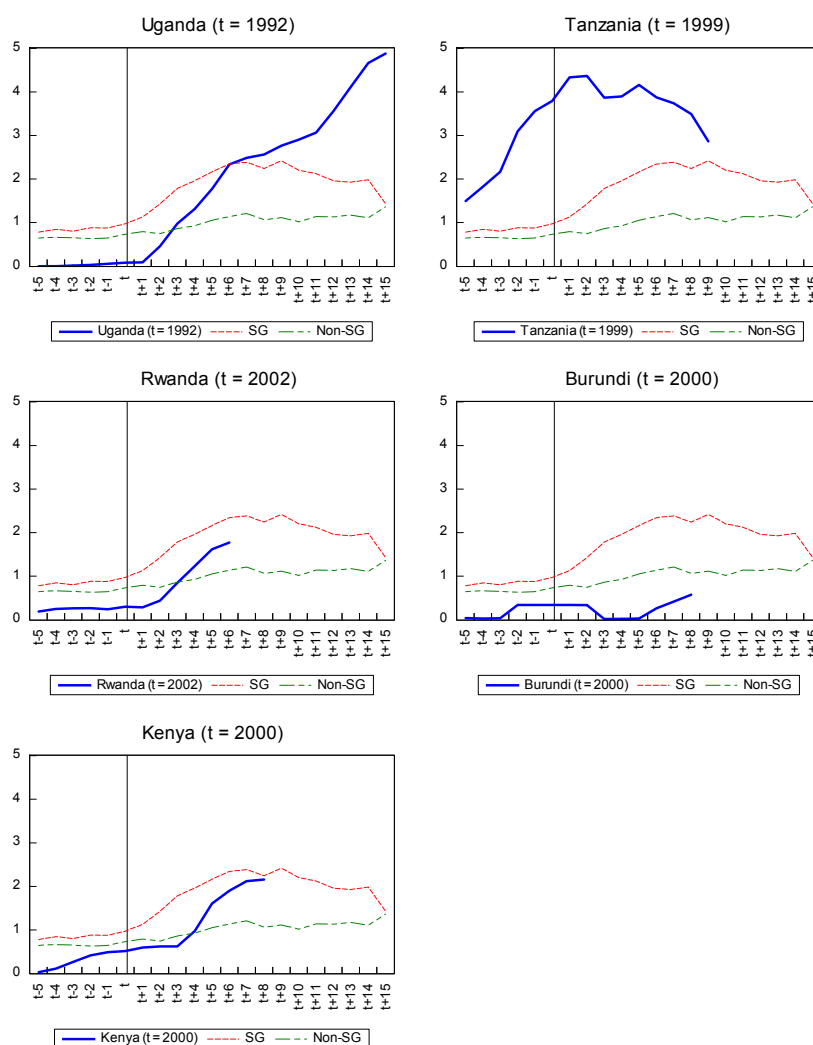 Uganda (t = 1992)
5
4
3
2
1
0
t-5 t-4 t-3 t-2 t-1 t t+1 t+2 t+3 t+4 t+5 t+6 t+7 t+8 t+9 t+10 t+11 t+12 t+13 t+14 t+15
Uganda (t = 1992) SG Non-SG
Tanzania (t = 1999)
5
4
3
2
1
0
t-5 t-4 t-3 t-2 t-1 t t+1 t+2 t+3 t+4 t+5 t+6 t+7 t+8 t+9 t+10 t+11 t+12 t+13 t+14 t+15
Tanzania (t = 1999) SG Non-SG
Rwanda (t = 2002)
5
4
3
2
1
0
t-5 t-4 t-3 t-2 t-1 t t+1 t+2 t+3 t+4 t+5 t+6 t+7 t+8 t+9 t+10 t+11 t+12 t+13 t+14 t+15
Rwanda (t = 2002) SG Non-SG
Burundi (t = 2000)
5
4
3
2
1
0
t-5 t-4 t-3 t-2 t-1 t t+1 t+2 t+3 t+4 t+5 t+6 t+7 t+8 t+9 t+10 t+11 t+12 t+13 t+14 t+15
Burundi (t = 2000) SG Non-SG
Kenya (t = 2000)
5
4
3
2
1
0
t-5 t-4 t-3 t-2 t-1 t t+1 t+2 t+3 t+4 t+5 t+6 t+7 t+8 t+9 t+10 t+11 t+12 t+13 t+14 t+15
Kenya (t = 2000) SG Non-SG